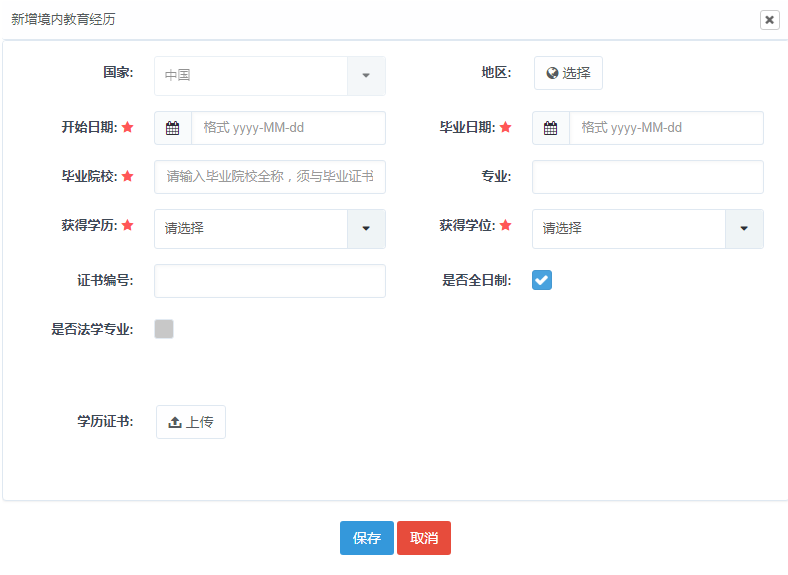 新增境内教育经历
国家: 中国 地区: 选择
开始日期: 格式 yyyy-MM-dd 毕业日期: 格式 yyyy-MM-dd
毕业院校: 请输入毕业院校全称，须与毕业证书 专业:
获得学历: 请选择 获得学位: 请选择
证书编号: 是否全日制:
是否法学专业:
学历证书: 上传
保存 取消